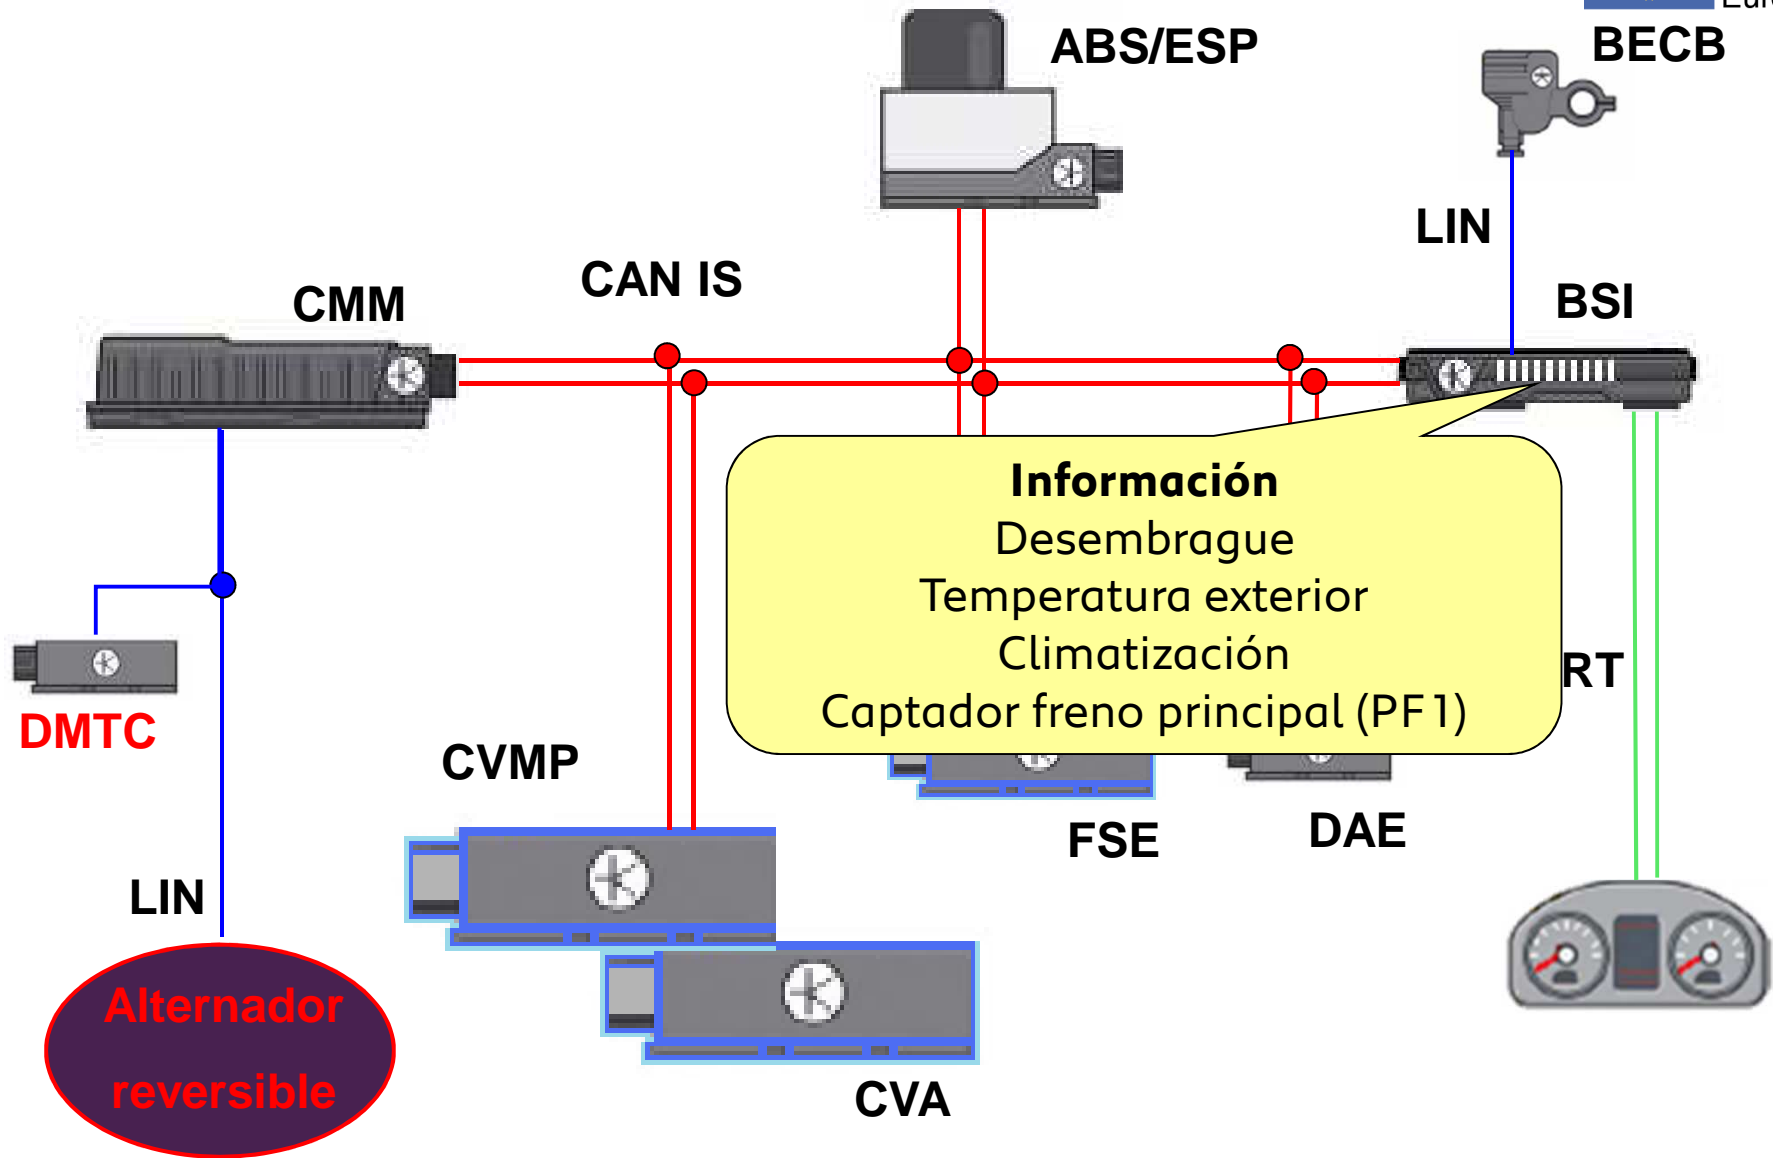 ABS/ESP
BECB
LIN
CAN IS
CMM
BSI
Información
Desembrague
Temperatura exterior
Climatización
Captador freno principal (PF1)
RT
DMTC
CVMP
FSE
DAE
LIN
Alternador
reversible
CVA